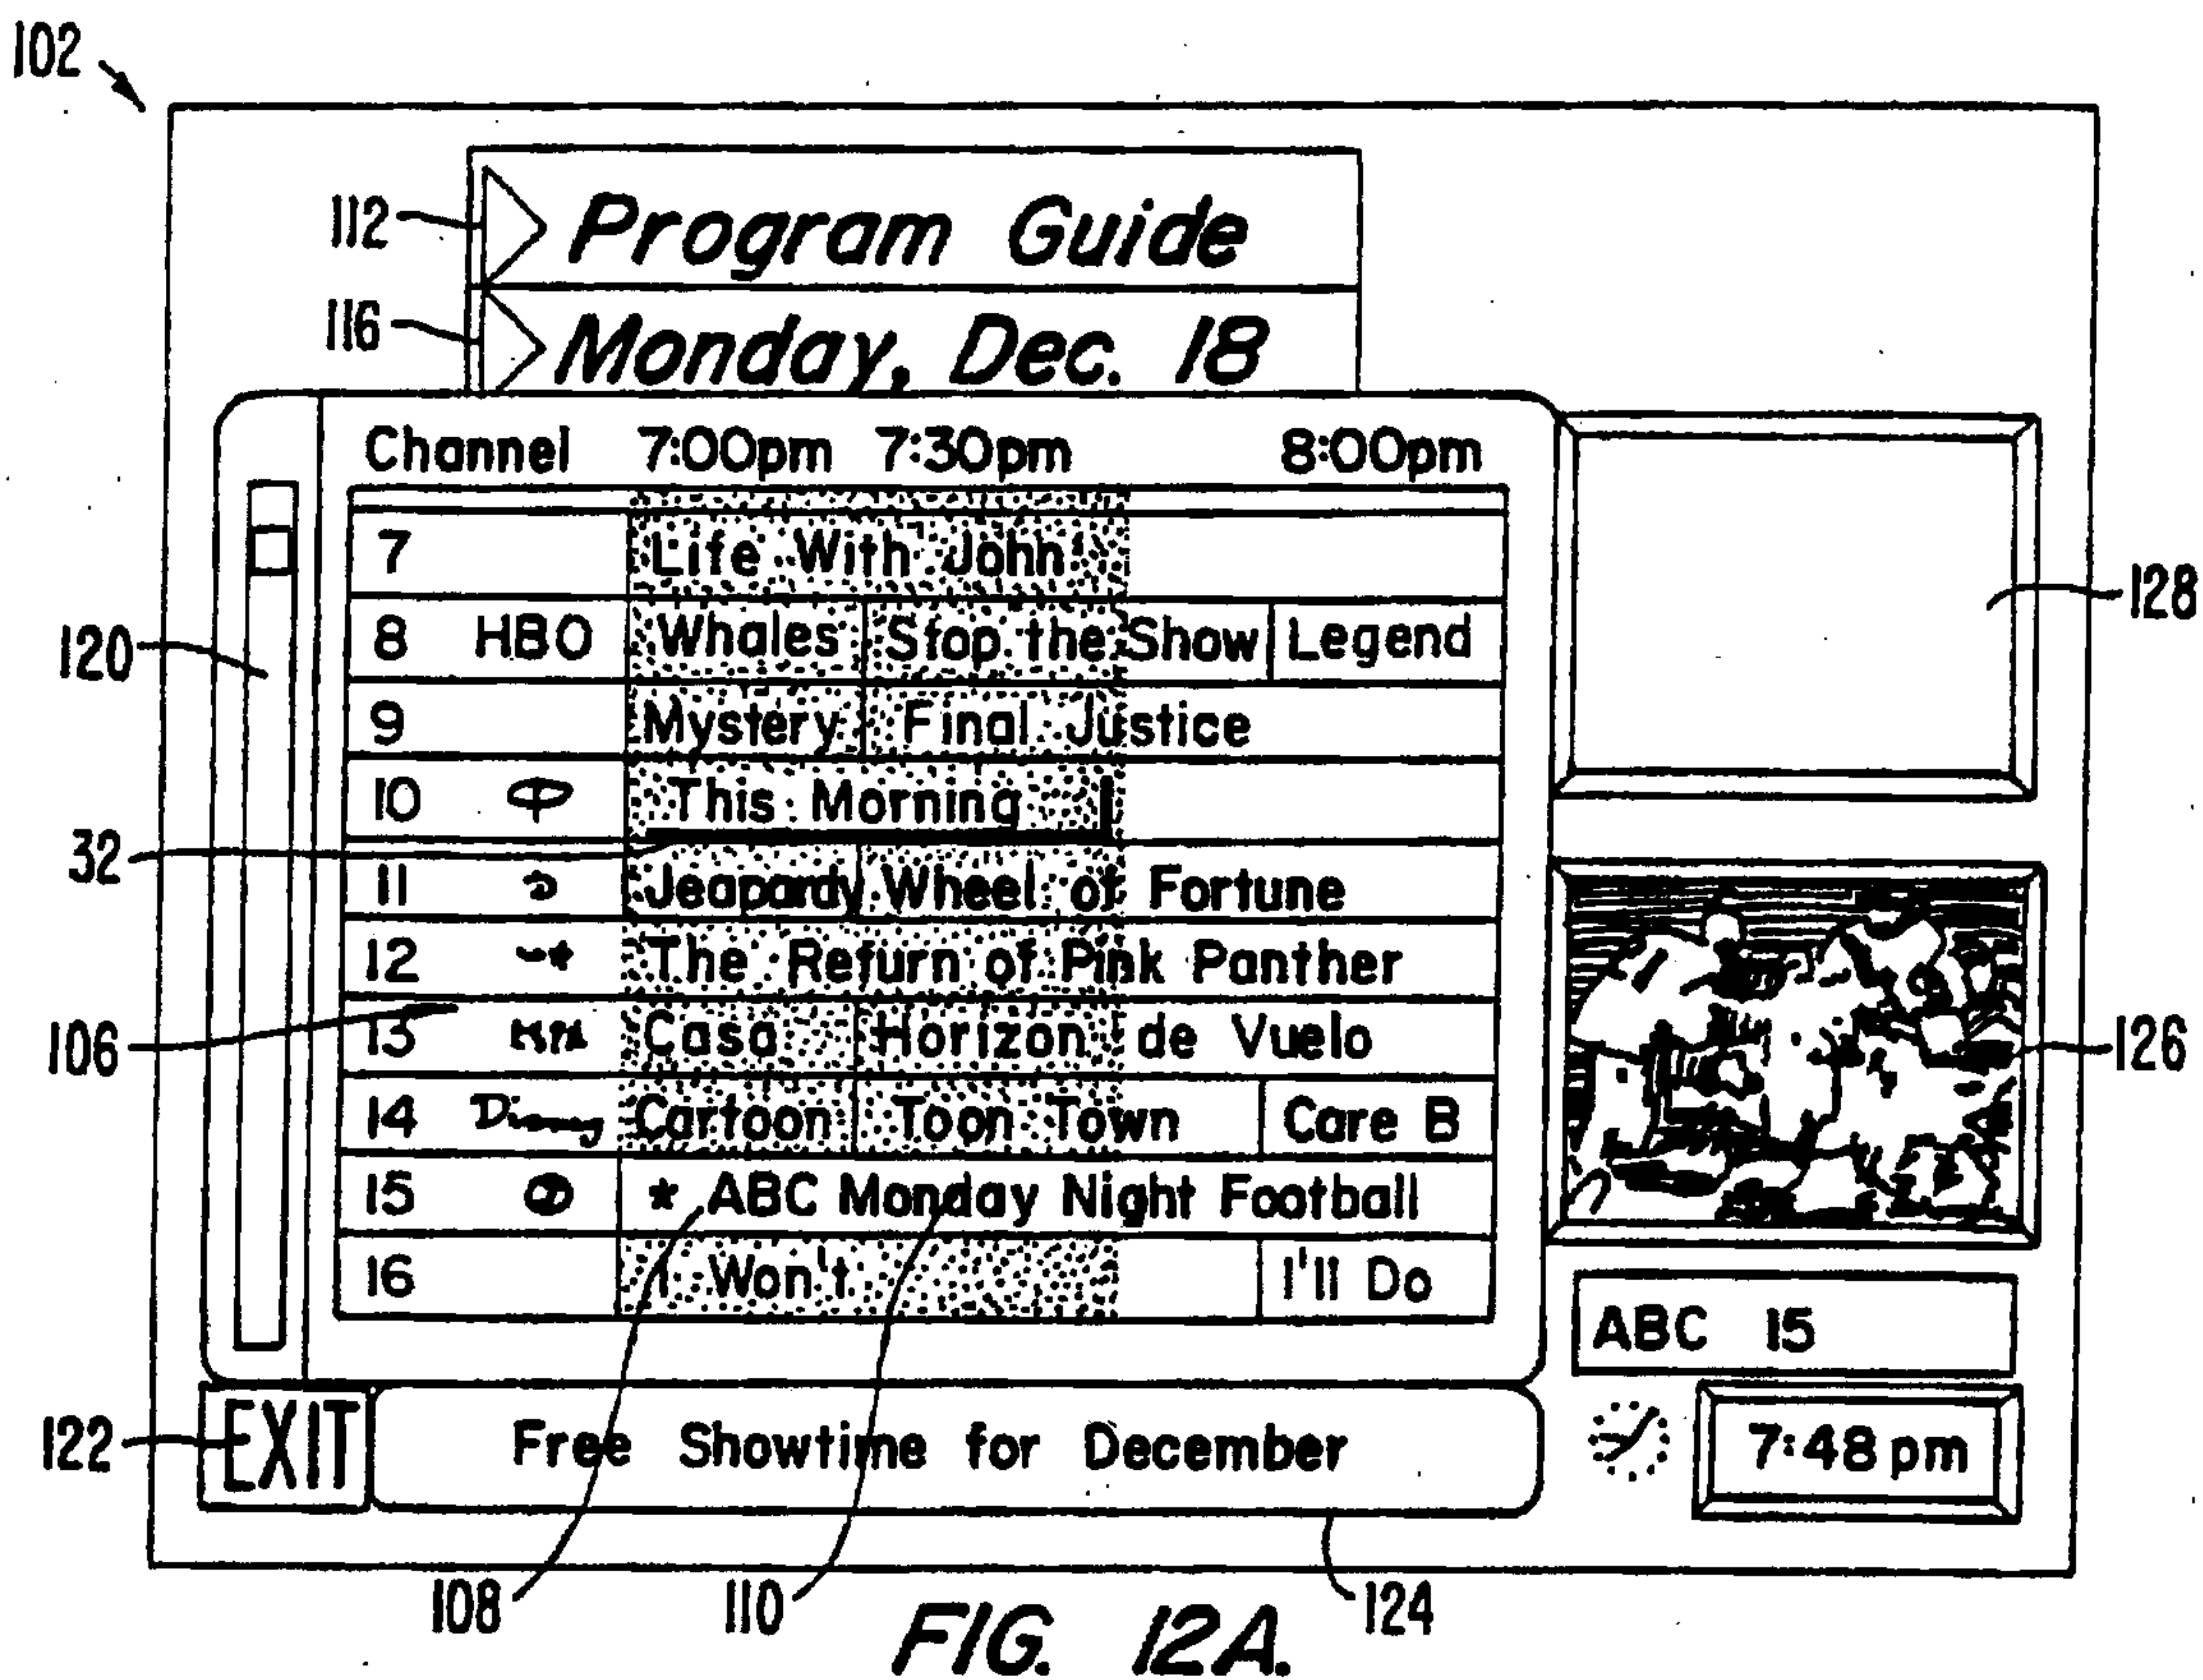 102
112
Program Guide
116
Monday, Dec. 18
Channel 7:00pm 7:30pm 8:00pm
7 Life With John
8 HBO Whales Stop the Show Legend
128
120
9 Mystery Final Justice
10 This Morning
32
11 Jeapardy Wheel of Fortune
12 The Return of Pink Panther
106
13 Casa Horizon de Vuelo
126
14 Disney Cartoon Toon Town Care B
15 * ABC Monday Night Football
16 I Won't I'll Do
ABC 15
122
EXIT
Free Showtime for December
7:48pm
108
110
124
FIG. 12A.